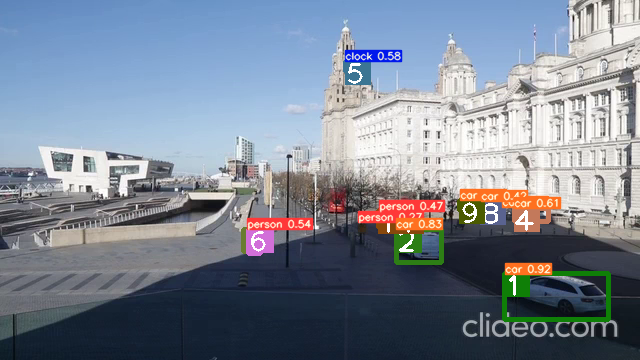 clock 0.58
5
person 0.54
6
person 0.47
person 0.27
car 0.83
2
car
car 0.42
9
8
car 0.61
4
car 0.92
1
clideo.com